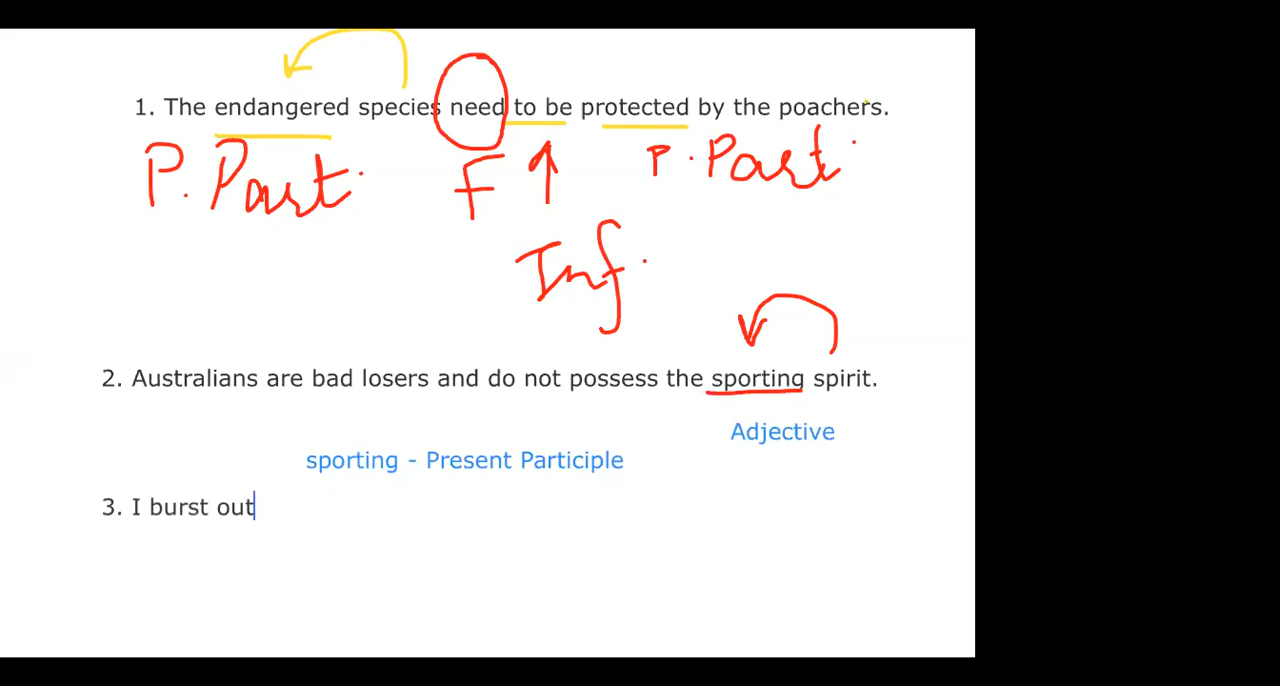 1. The endangered species need to be protected by the poachers.
P. Part. F P. Part.
Inf.
2. Australians are bad losers and do not possess the sporting spirit.
Adjective
sporting - Present Participle
3. I burst out